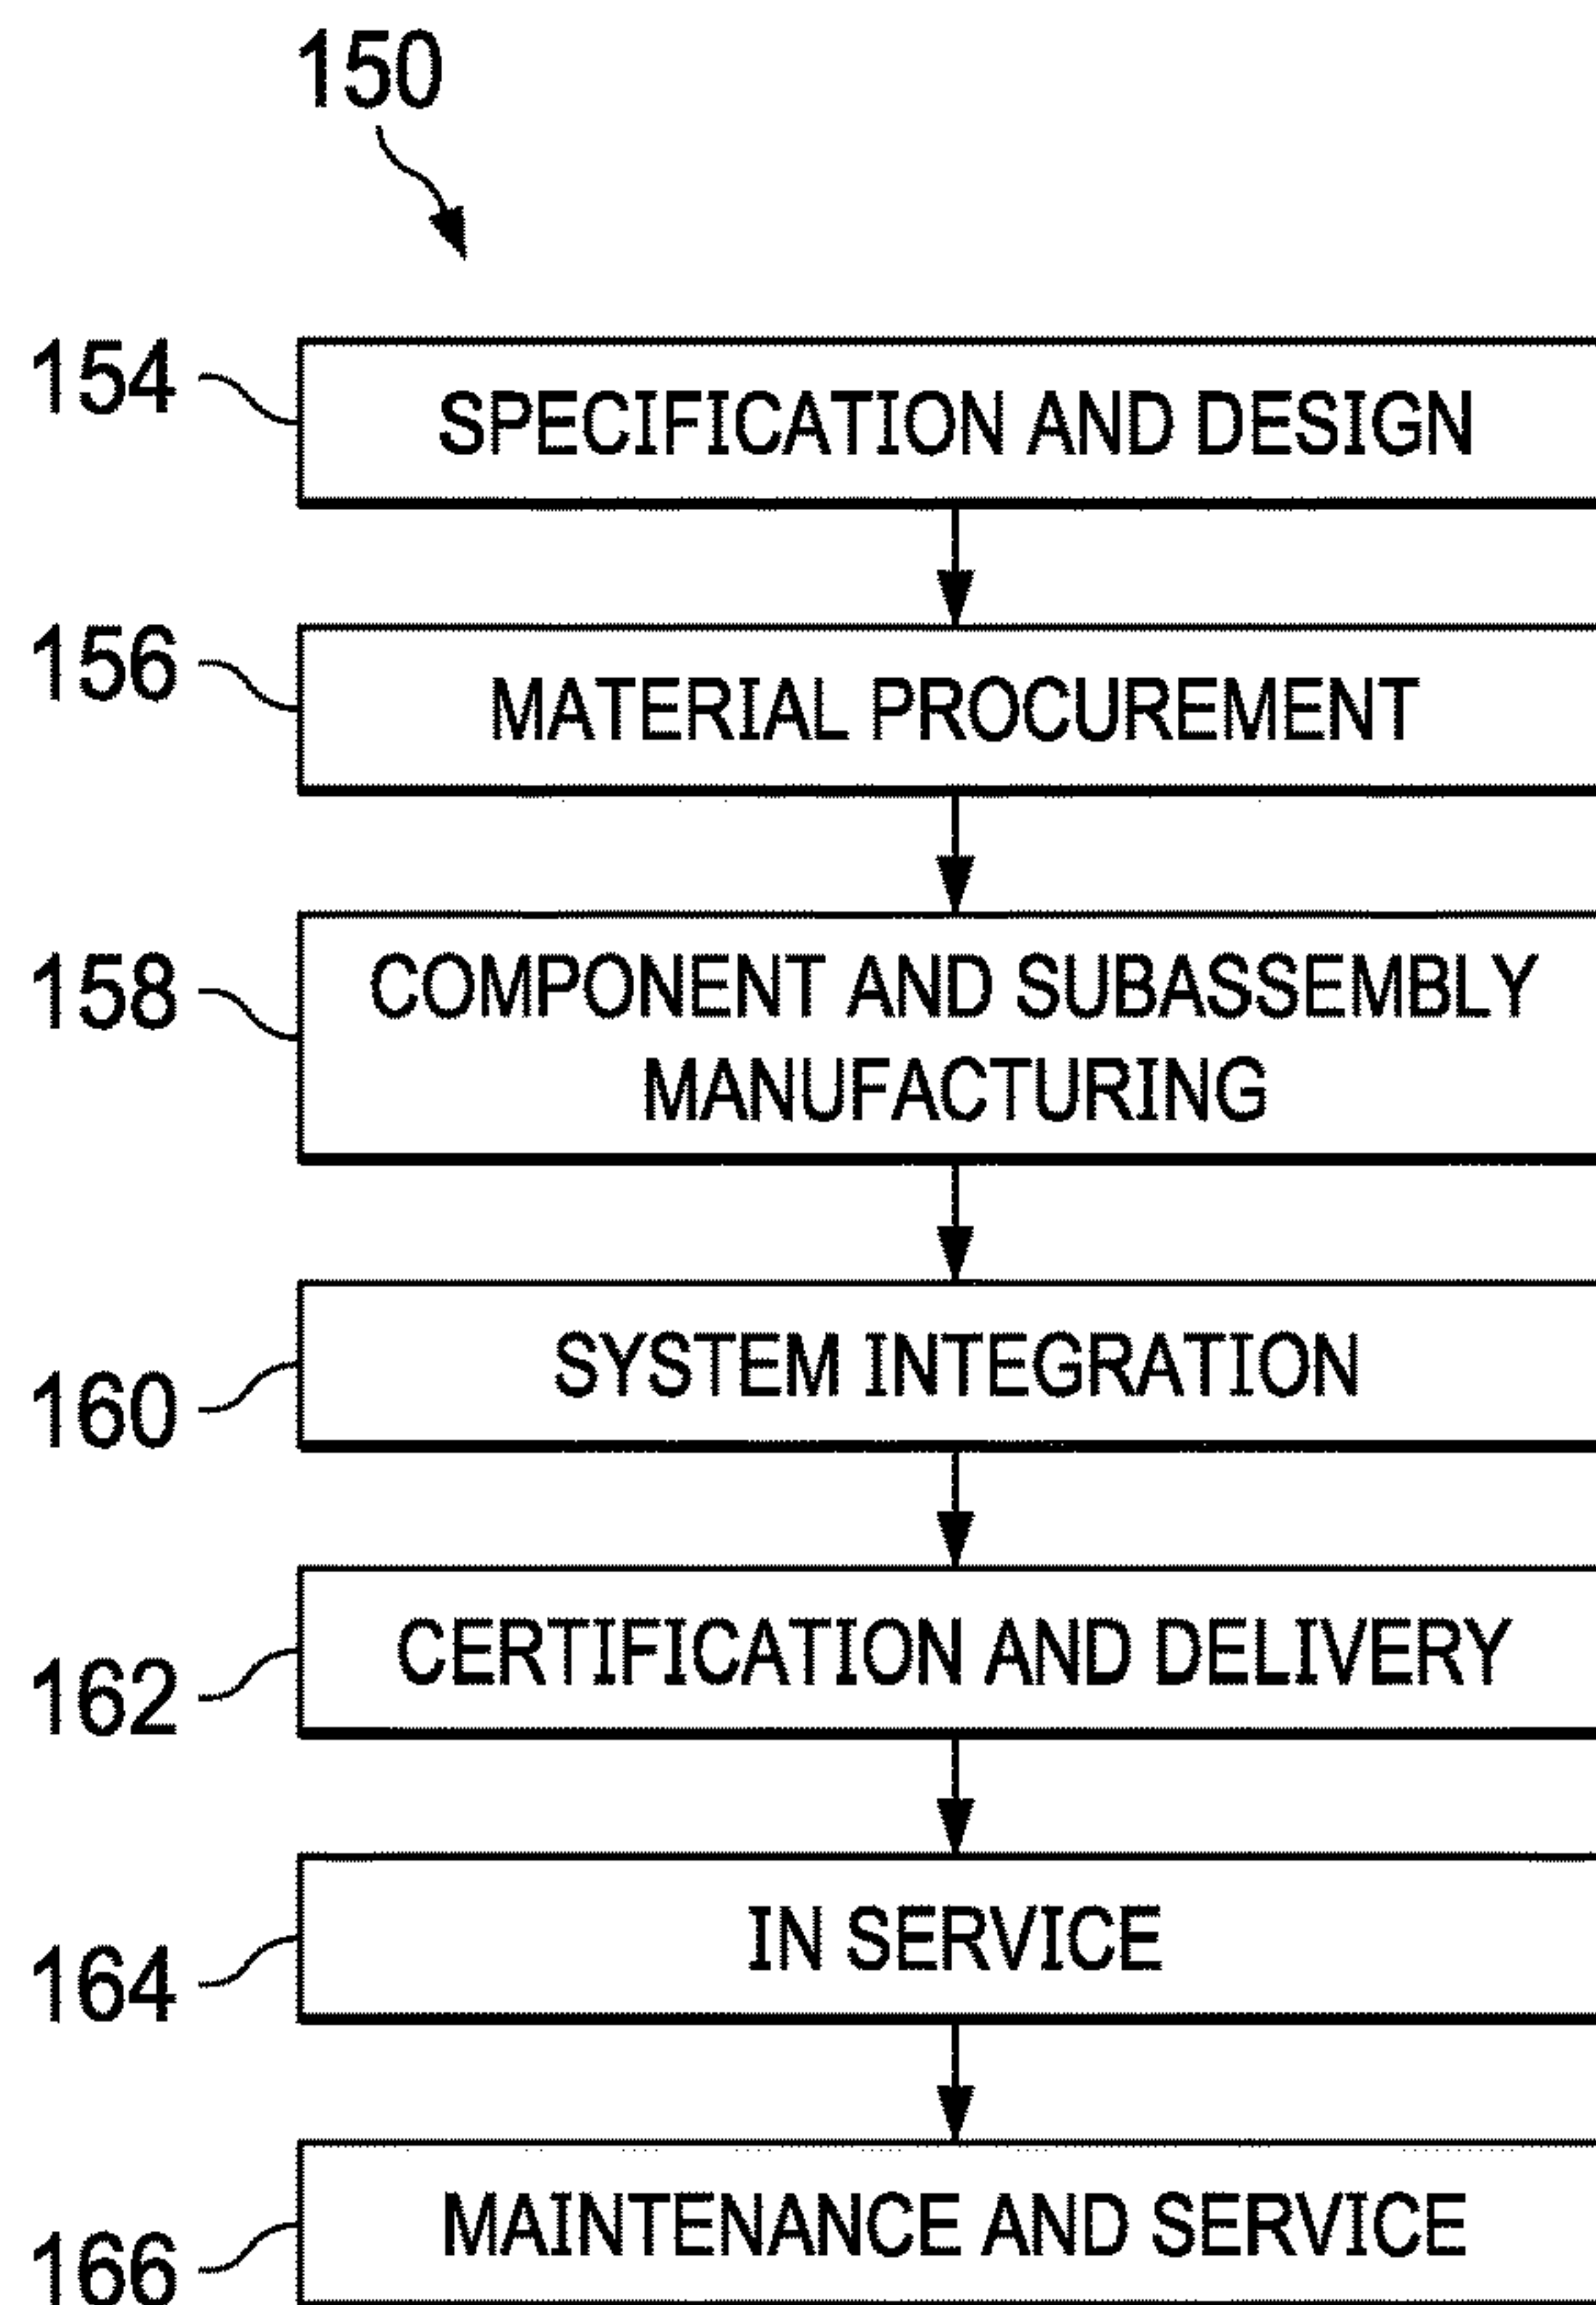 150
154
SPECIFICATION AND DESIGN
156
MATERIAL PROCUREMENT
158
COMPONENT AND SUBASSEMBLY
MANUFACTURING
160
SYSTEM INTEGRATION
162
CERTIFICATION AND DELIVERY
164
IN SERVICE
166
MAINTENANCE AND SERVICE